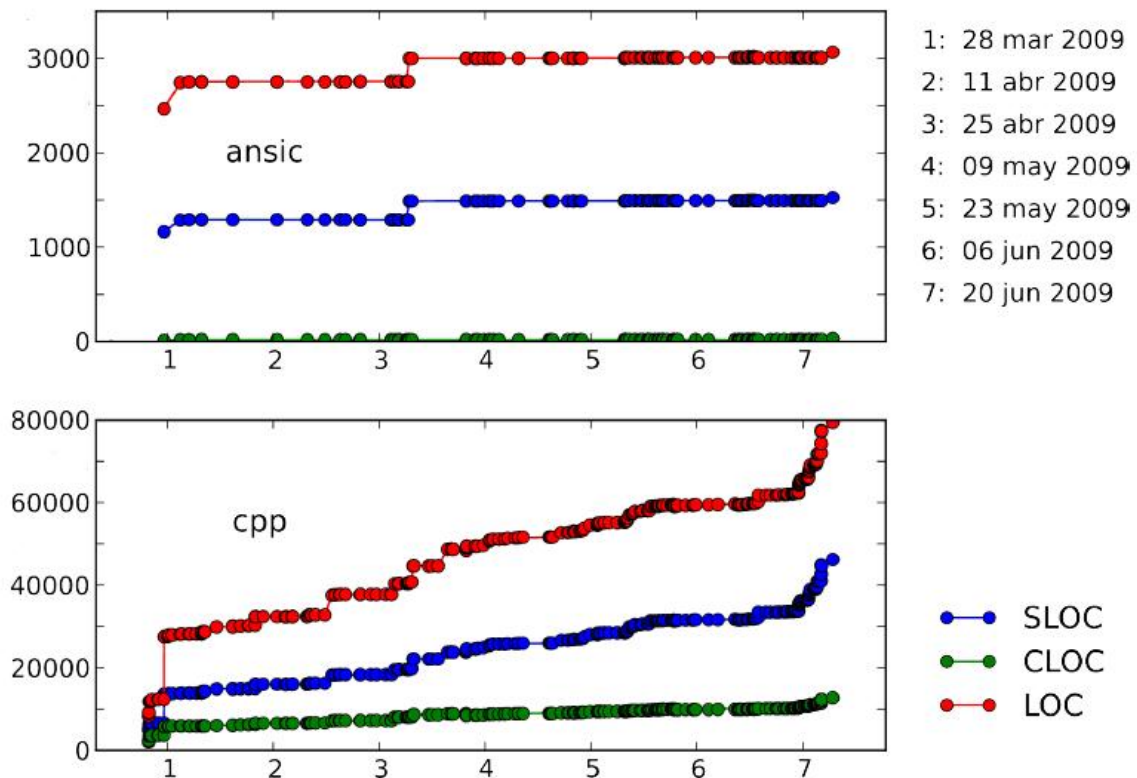 3000
2000
1000
0
ansic
1 2 3 4 5 6 7
1: 28 mar 2009
2: 11 abr 2009
3: 25 abr 2009
4: 09 may 2009
5: 23 may 2009
6: 06 jun 2009
7: 20 jun 2009
80000
60000
40000
20000
0
cpp
1 2 3 4 5 6 7
SLOC
CLOC
LOC